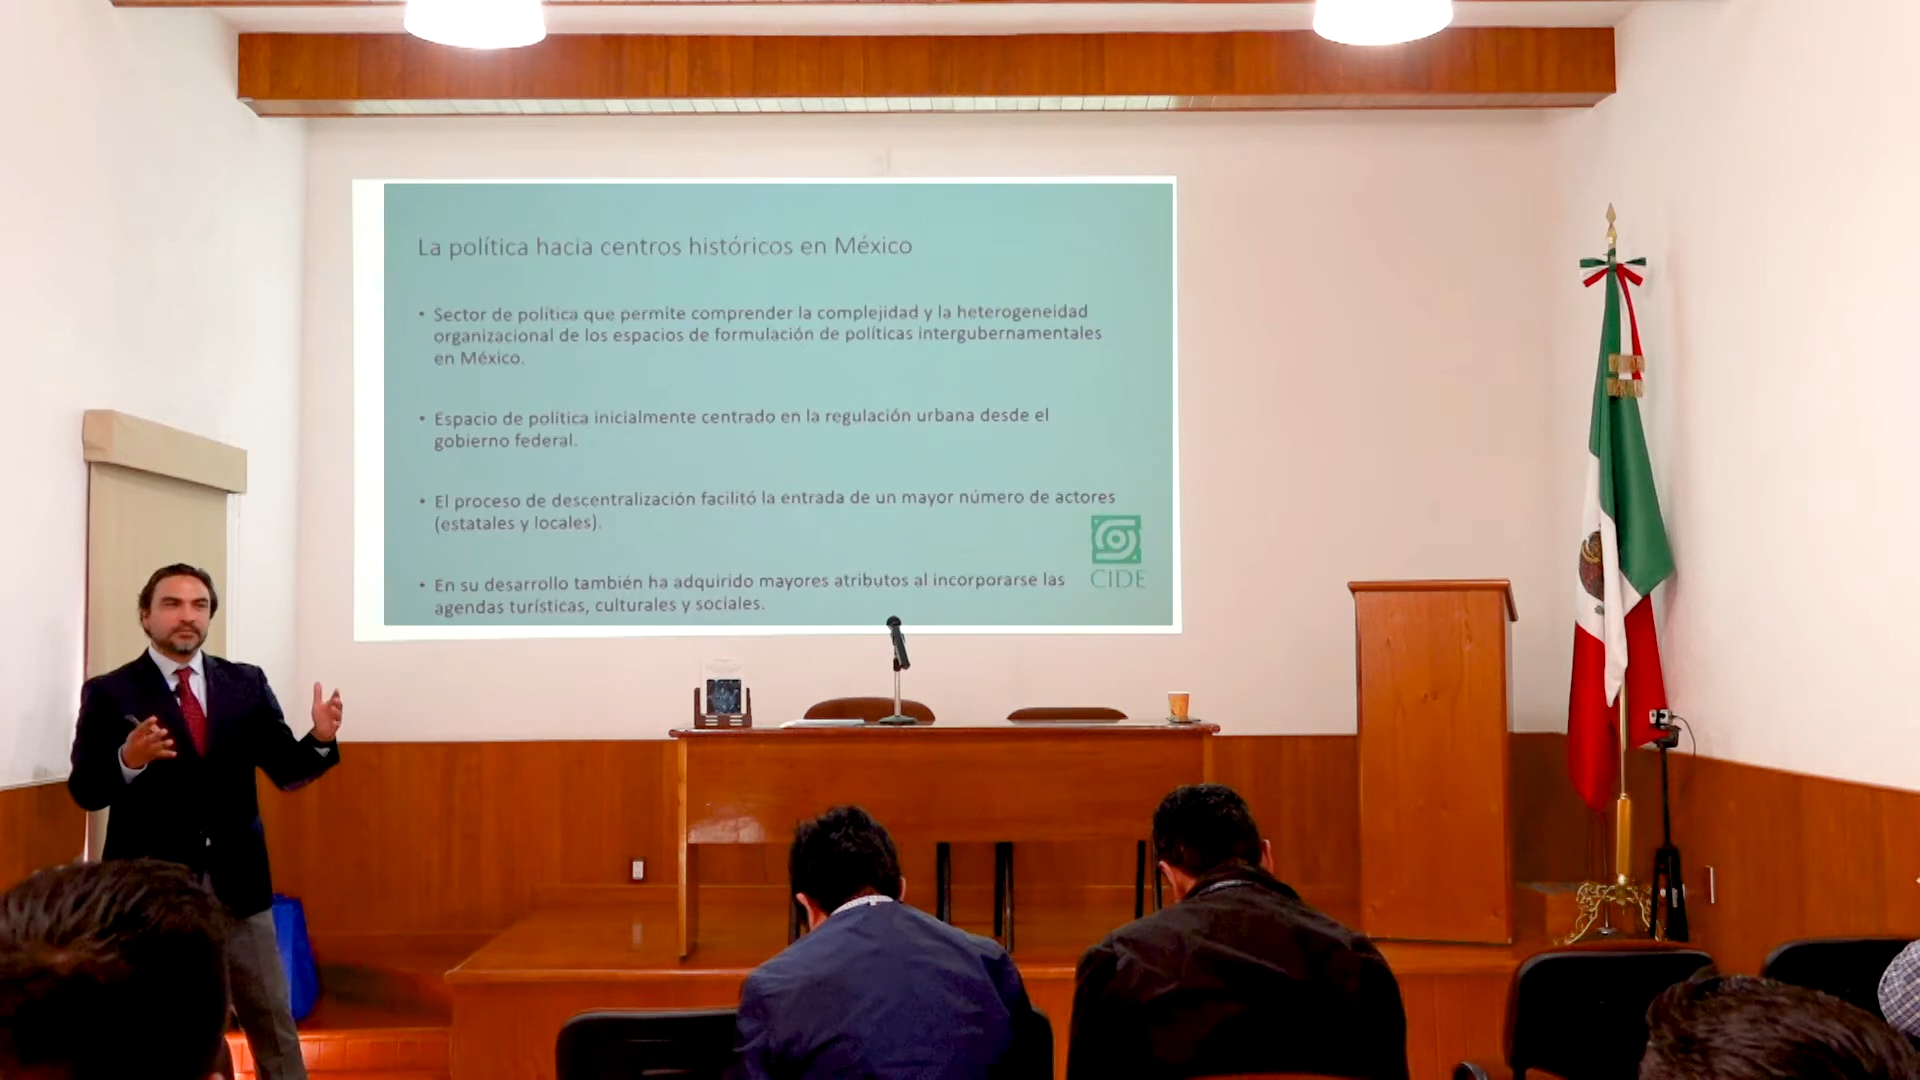 La política hacia centros históricos en México
• Sector de política que permite comprender la complejidad y la heterogeneidad
organizacional de los espacios de formulación de políticas intergubernamentales
en México.
• Espacio de política inicialmente centrado en la regulación urbana desde el
gobierno federal.
• El proceso de descentralización facilitó la entrada de un mayor número de actores
(estatales y locales).
• En su desarrollo también ha adquirido mayores atributos al incorporarse las
agendas turísticas, culturales y sociales.
CIDE